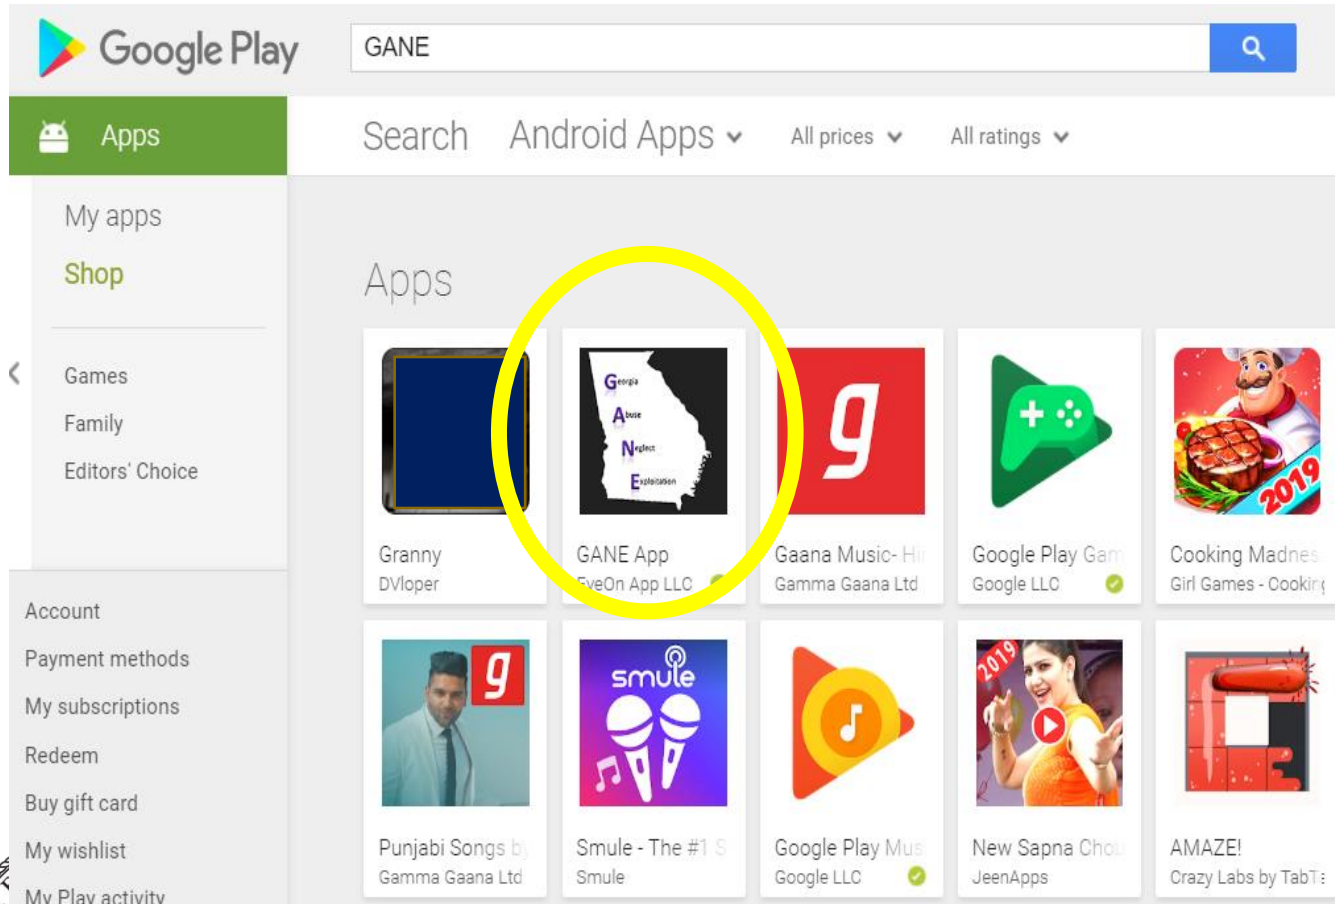 Google Play
GANE
Apps
Search Android Apps All prices All ratings
My apps
Shop
Games
Family
Editors' Choice
Account
Payment methods
My subscriptions
Redeem
Buy gift card
My wishlist
My Play activity
Apps
Georgia
Abuse
Neglect
Exploitation
g
2019
Granny
DVloper
GANE App
EyeOn App LLC
Gaana Music- Hi
Gamma Gaana Ltd
Google Play Gam
Google LLC
Cooking Madnes
Girl Games - Cooking
g
smule
2019
Punjabi Songs b
Gamma Gaana Ltd
Smule - The #1 S
Smule
Google Play Mus
Google LLC
New Sapna Chou
JeenApps
AMAZE!
Crazy Labs by TabTa